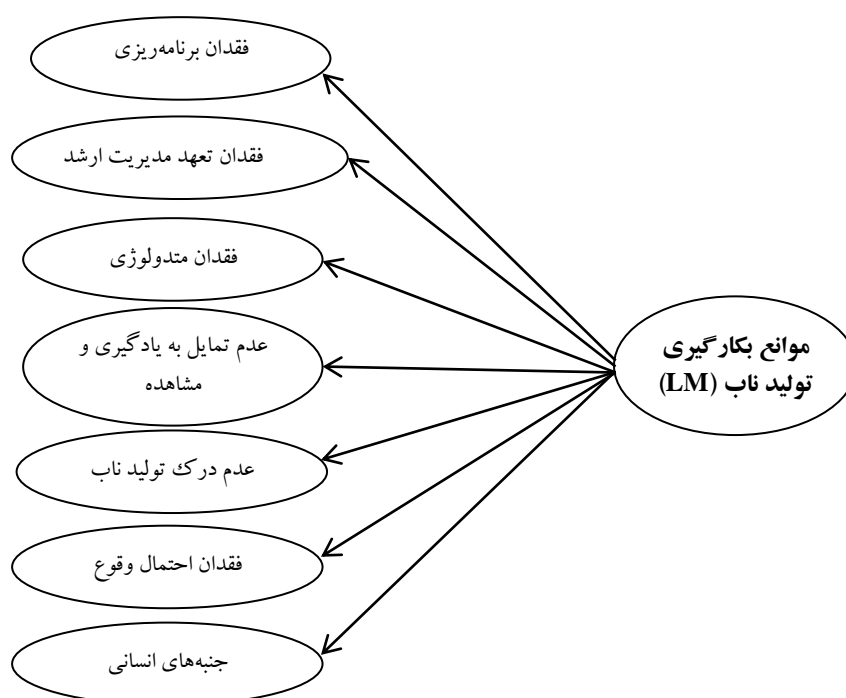 فقدان برنامه‌ریزی
فقدان تعهد مدیریت ارشد
فقدان متدولوژی
عدم تمایل به یادگیری و
مشاهده
عدم درک تولید ناب
فقدان احتمال وقوع
جنبه‌های انسانی
موانع بکارگیری
تولید ناب (LM)